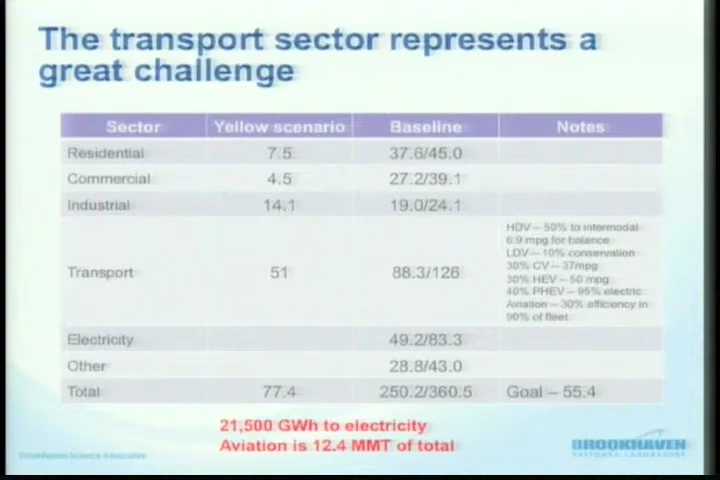 The transport sector represents a
great challenge
Sector Yellow scenario Baseline Notes
Residential 7.5 37.6/45.0
Commercial 4.5 27.2/39.1
Industrial 14.1 19.0/24.1
Transport 51 88.3/126
HDV – 50% to intermodal
6.9 mpg for balance
LDV – 10% conservation
30% CV – 37mpg
30% HEV – 50 mpg
40% PHEV – 95% electric
Aviation – 30% efficiency in
90% of fleet
Electricity 49.2/83.3
Other 28.8/43.0
Total 77.4 250.2/360.5 Goal – 55.4
21,500 GWh to electricity
Aviation is 12.4 MMT of total
Brookhaven Science Associates
BROOKHAVEN
NATIONAL LABORATORY